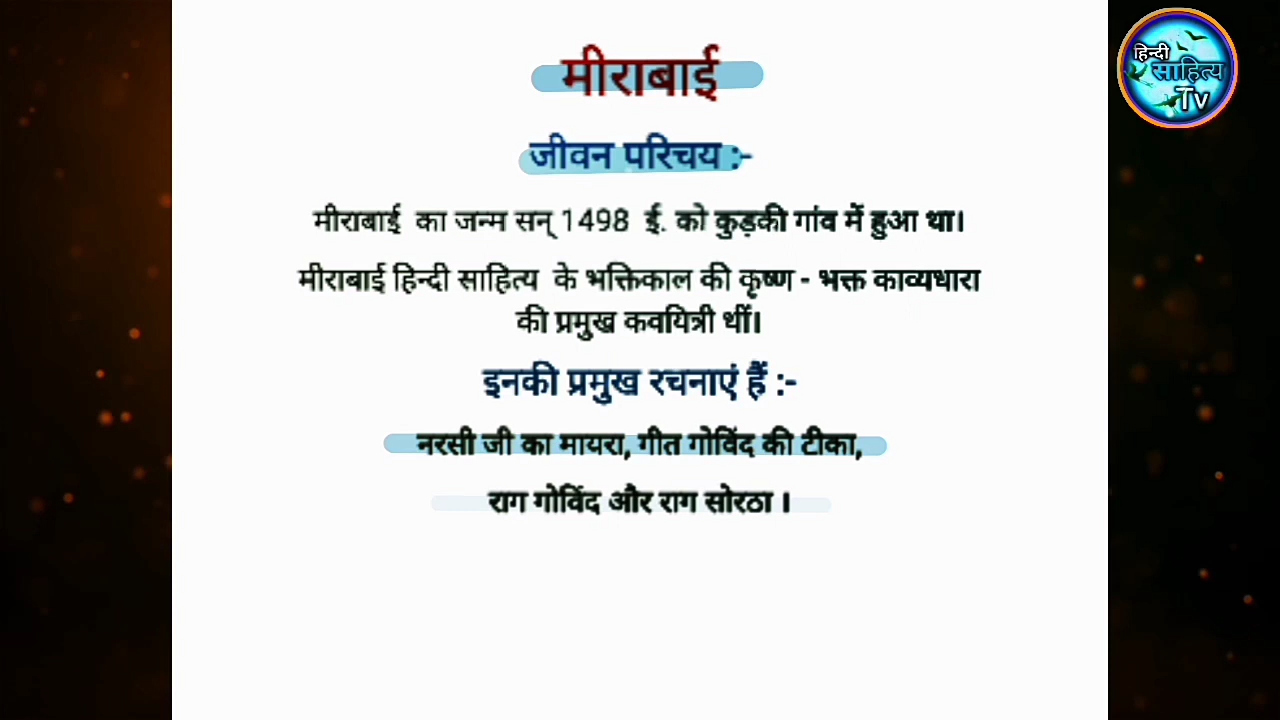 मीराबाई
जीवन परिचय :-
मीराबाई का जन्म सन् 1498 ई. को कुड़की गांव में हुआ था।
मीराबाई हिन्दी साहित्य के भक्तिकाल की कृष्ण - भक्त काव्यधारा
की प्रमुख कवयित्री थीं।
इनकी प्रमुख रचनाएं हैं :-
नरसी जी का मायरा, गीत गोविंद की टीका,
राग गोविंद और राग सोरठा ।
हिन्दी
साहित्य
Tv